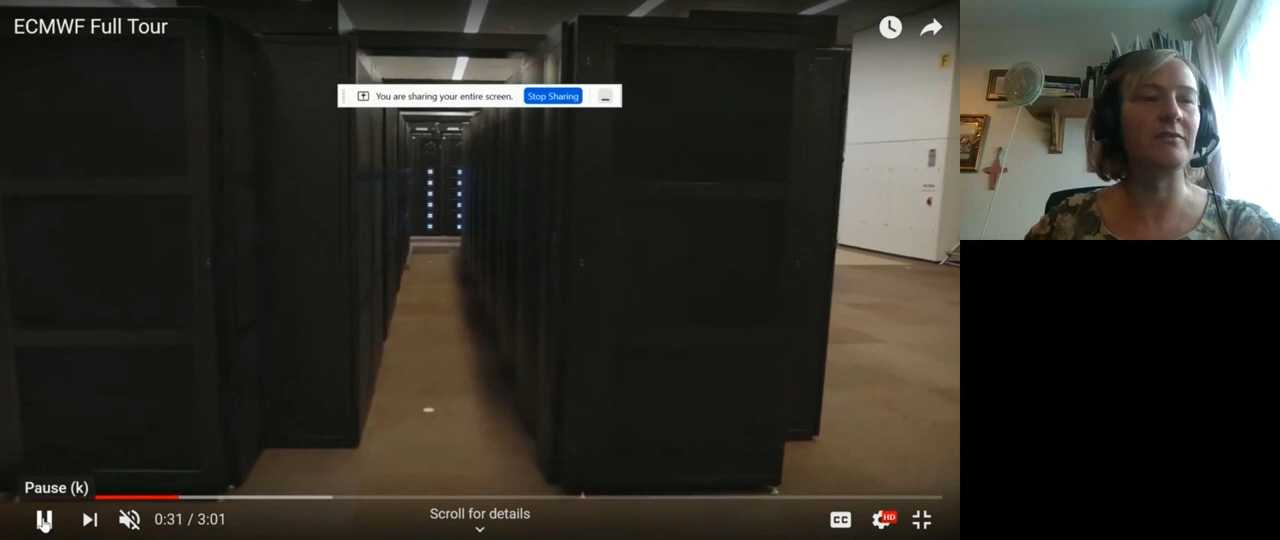 ECMWF Full Tour
F
You are sharing your entire screen. Stop Sharing
Pause (k)
0:31 / 3:01
Scroll for details
CC
HD